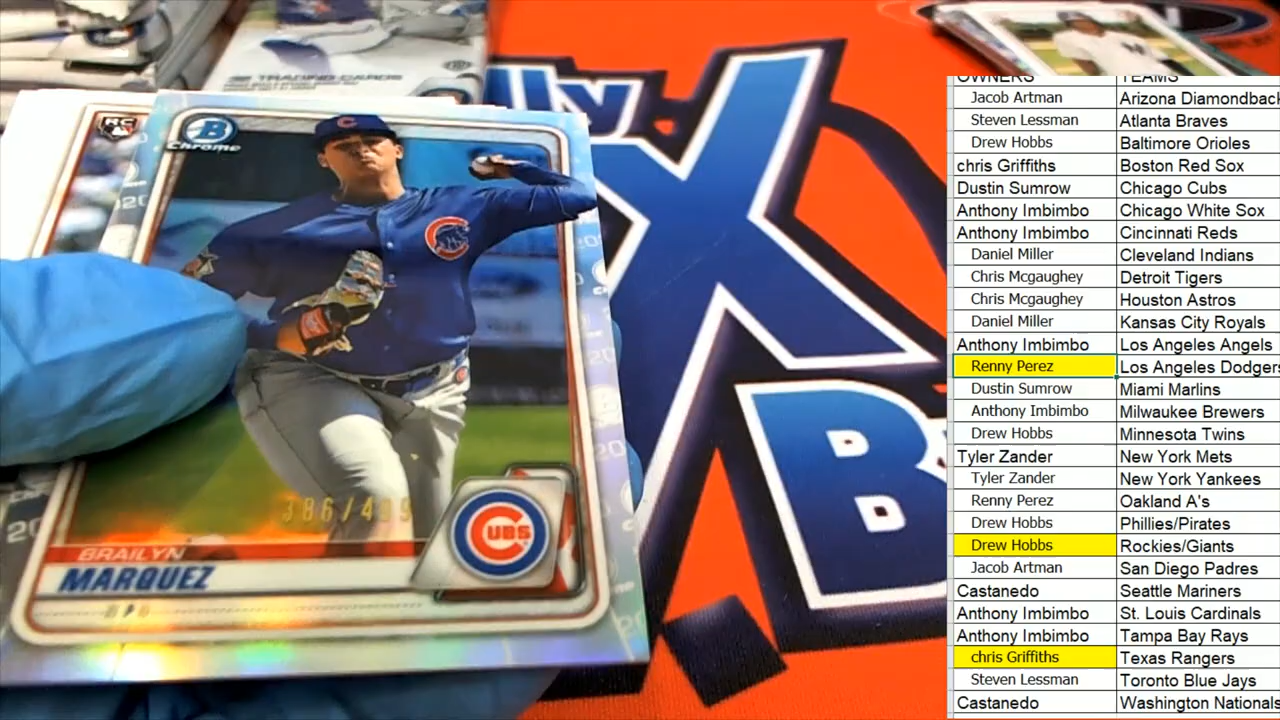 TRADING CARDS
RC
B
Chrome
C
386/499
CUBS
BRAILYN
MARQUEZ
lly
X
B
OWNERS TEAMS
Jacob Artman Arizona Diamondback
Steven Lessman Atlanta Braves
Drew Hobbs Baltimore Orioles
chris Griffiths Boston Red Sox
Dustin Sumrow Chicago Cubs
Anthony Imbimbo Chicago White Sox
Anthony Imbimbo Cincinnati Reds
Daniel Miller Cleveland Indians
Chris Mcgaughey Detroit Tigers
Chris Mcgaughey Houston Astros
Daniel Miller Kansas City Royals
Anthony Imbimbo Los Angeles Angels
Renny Perez Los Angeles Dodgers
Dustin Sumrow Miami Marlins
Anthony Imbimbo Milwaukee Brewers
Drew Hobbs Minnesota Twins
Tyler Zander New York Mets
Tyler Zander New York Yankees
Renny Perez Oakland A's
Drew Hobbs Phillies/Pirates
Drew Hobbs Rockies/Giants
Jacob Artman San Diego Padres
Castanedo Seattle Mariners
Anthony Imbimbo St. Louis Cardinals
Anthony Imbimbo Tampa Bay Rays
chris Griffiths Texas Rangers
Steven Lessman Toronto Blue Jays
Castanedo Washington Nationals